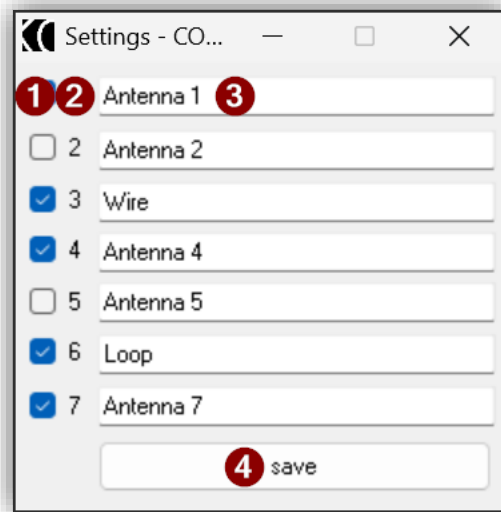 Settings - CO...
1 2 Antenna 1 3
2 Antenna 2
3 Wire
4 Antenna 4
5 Antenna 5
6 Loop
7 Antenna 7
4 save